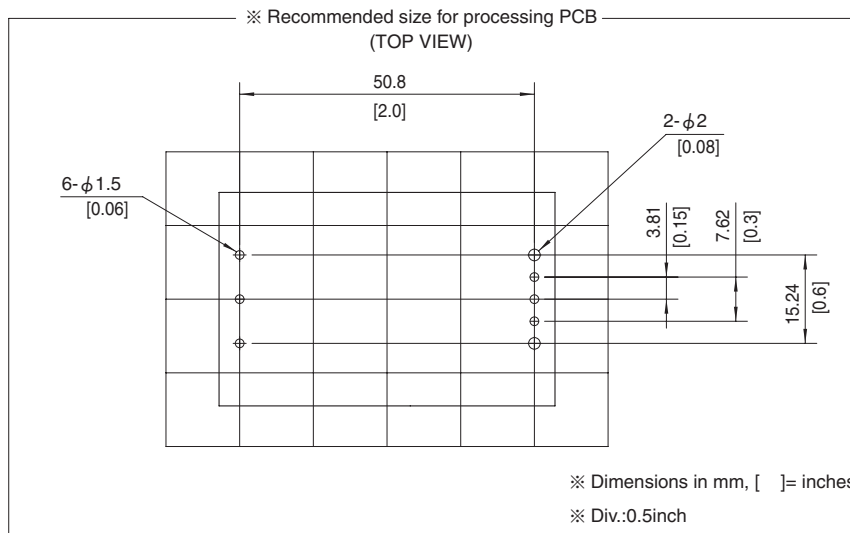 ※ Recommended size for processing PCB
(TOP VIEW)
50.8
[2.0]
2-φ2
[0.08]
6-φ1.5
[0.06]
3.81
[0.15]
7.62
[0.3]
15.24
[0.6]
※ Dimensions in mm, [ ]= inches
※ Div.:0.5inch